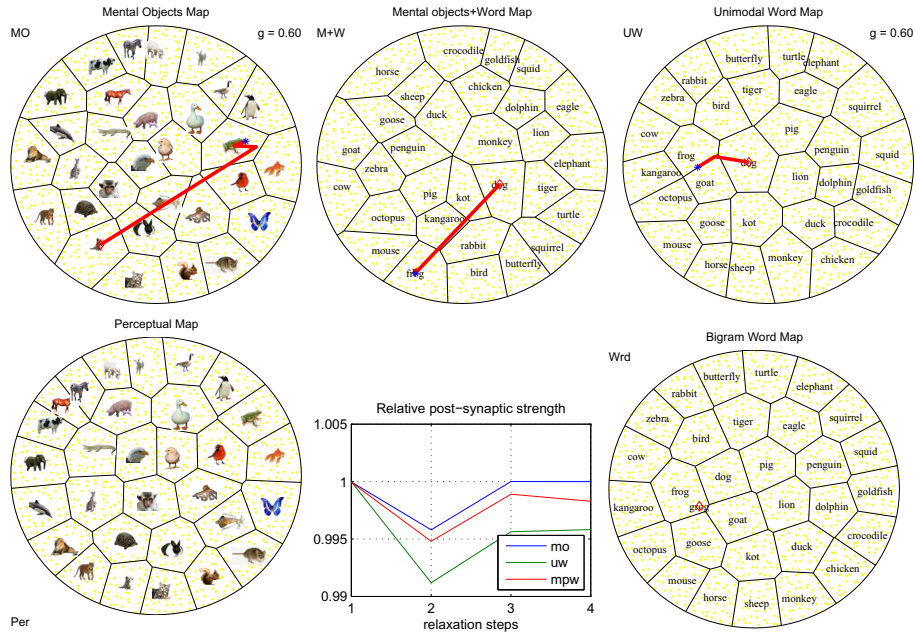 Mental Objects Map
MO
g = 0.60
Mental objects+Word Map
M+W
crocodile
goldfish
squid
horse
chicken
sheep
dolphin
eagle
goose
duck
lion
monkey
goat
penguin
zebra
elephant
cow
pig
kot
dog
tiger
octopus
kangaroo
turtle
mouse
rabbit
squirrel
frog
bird
butterfly
Unimodal Word Map
UW
g = 0.60
butterfly
turtle
elephant
rabbit
tiger
eagle
zebra
bird
squirrel
cow
pig
frog
dog
penguin
squid
kangaroo
goat
lion
dolphin
goldfish
octopus
goose
kot
duck
crocodile
mouse
horse
sheep
monkey
chicken
Perceptual Map
Per
Relative post−synaptic strength
1.005
1
0.995
0.99
mo
uw
mpw
1
2
3
4
relaxation steps
Bigram Word Map
Wrd
butterfly
turtle
elephant
rabbit
zebra
tiger
squirrel
bird
eagle
cow
dog
pig
penguin
squid
frog
goldfish
kangaroo
goat
lion
dolphin
octopus
goose
kot
duck
crocodile
mouse
chicken
horse
sheep
monkey